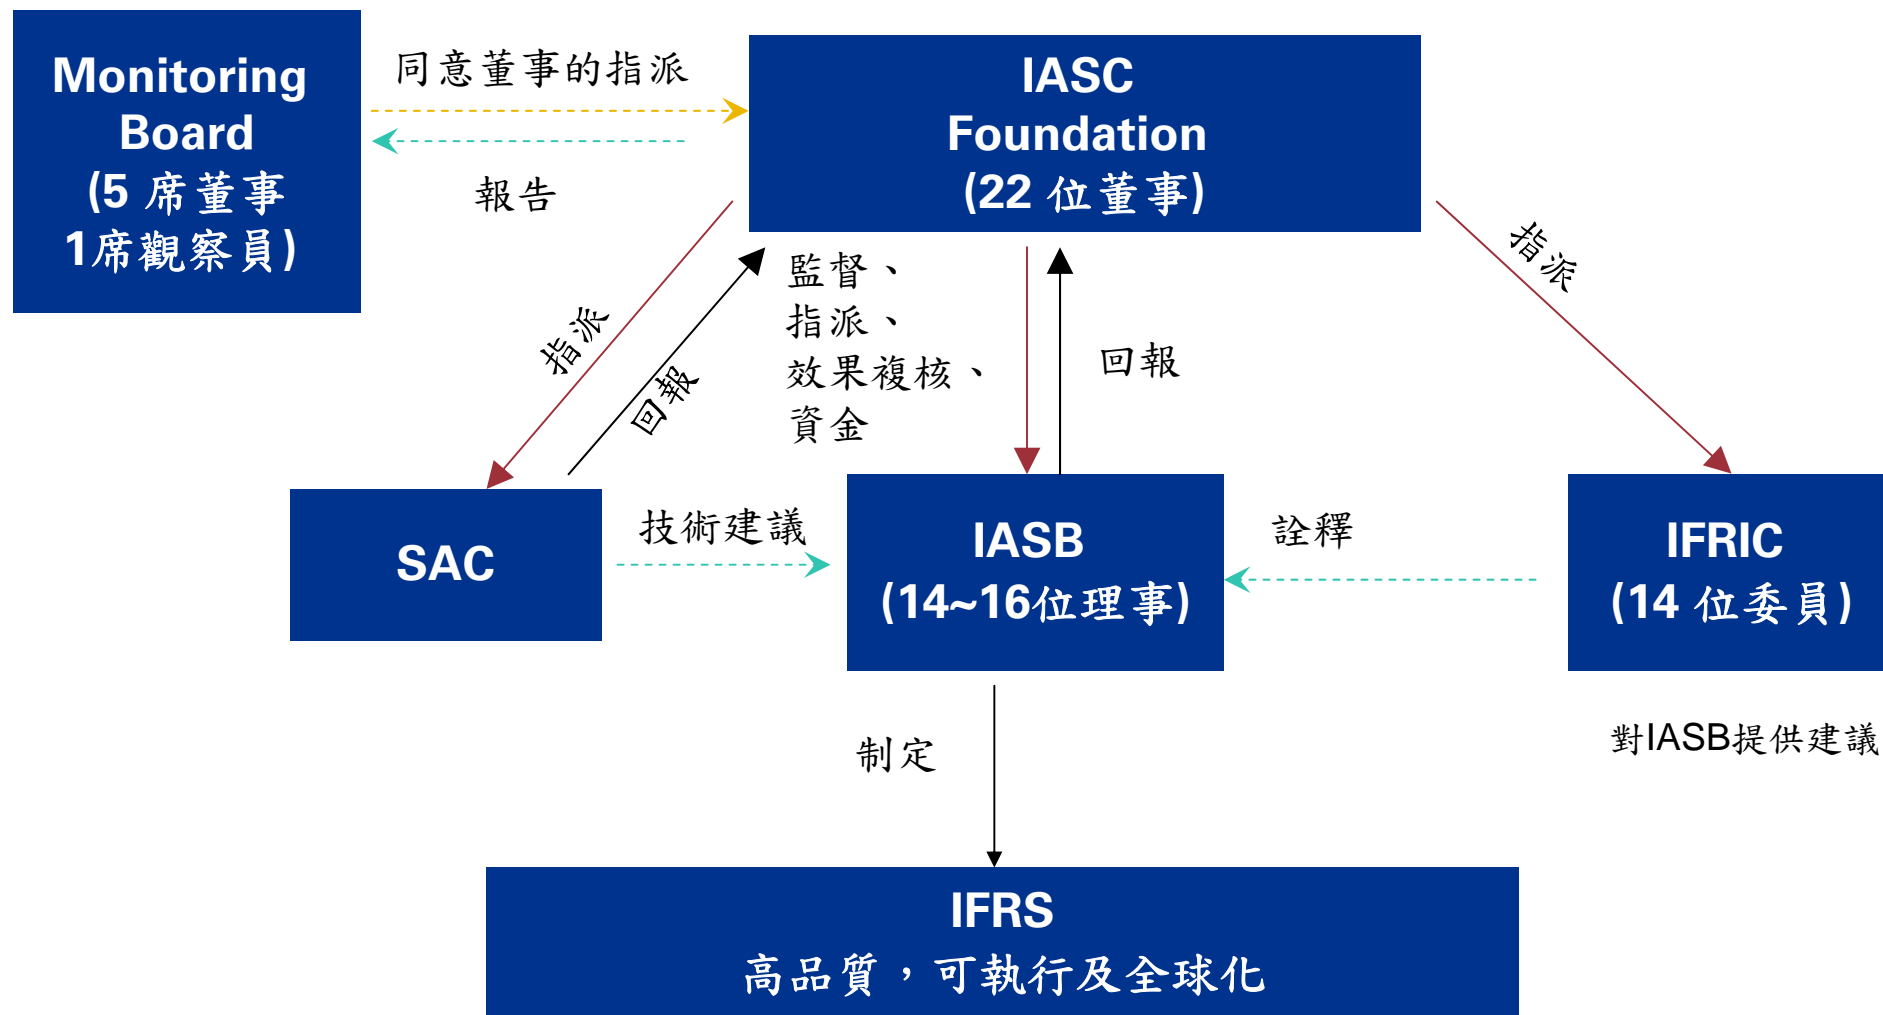 Monitoring
Board
(5 席董事
1席觀察員)
同意董事的指派
報告
IASC
Foundation
(22 位董事)
指派
回報
監督、
指派、
效果複核、
資金
回報
指派
SAC
技術建議
IASB
(14~16位理事)
詮釋
IFRIC
(14 位委員)
對IASB提供建議
制定
IFRS
高品質，可執行及全球化